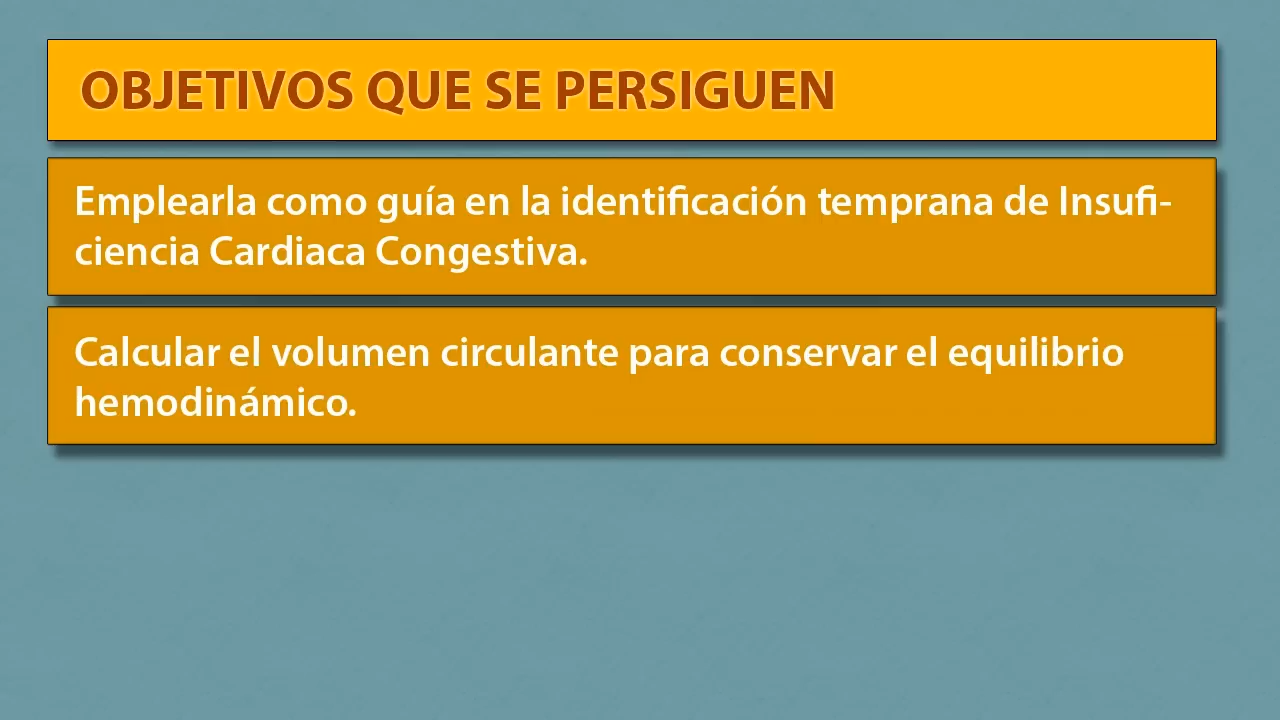 OBJETIVOS QUE SE PERSIGUEN
Emplearla como guía en la identificación temprana de Insufi-
ciencia Cardiaca Congestiva.
Calcular el volumen circulante para conservar el equilibrio
hemodinámico.